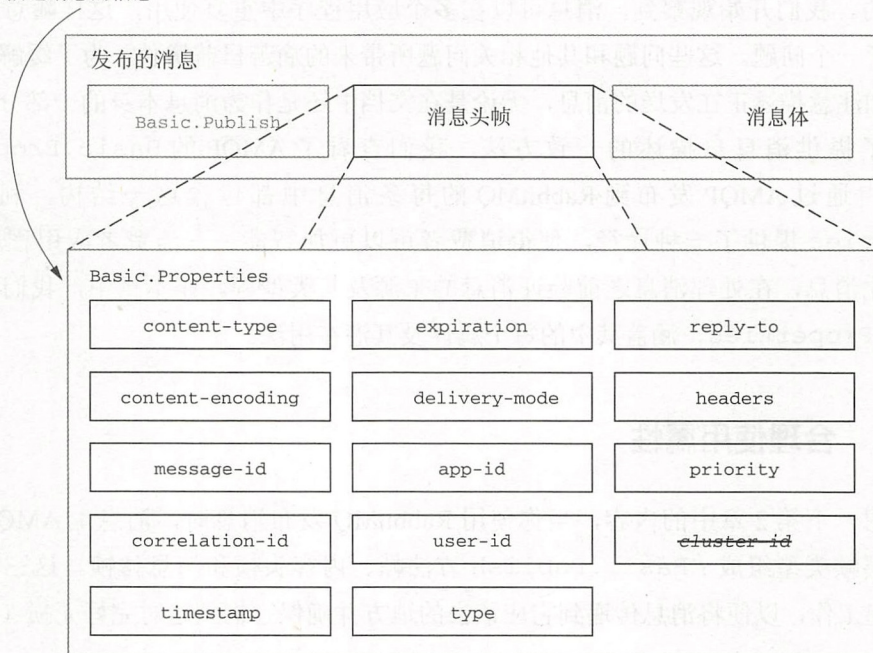 发布的消息
Basic.Publish
消息头帧
消息体
Basic.Properties
content-type
expiration
reply-to
content-encoding
delivery-mode
headers
message-id
app-id
priority
correlation-id
user-id
cluster-id
timestamp
type